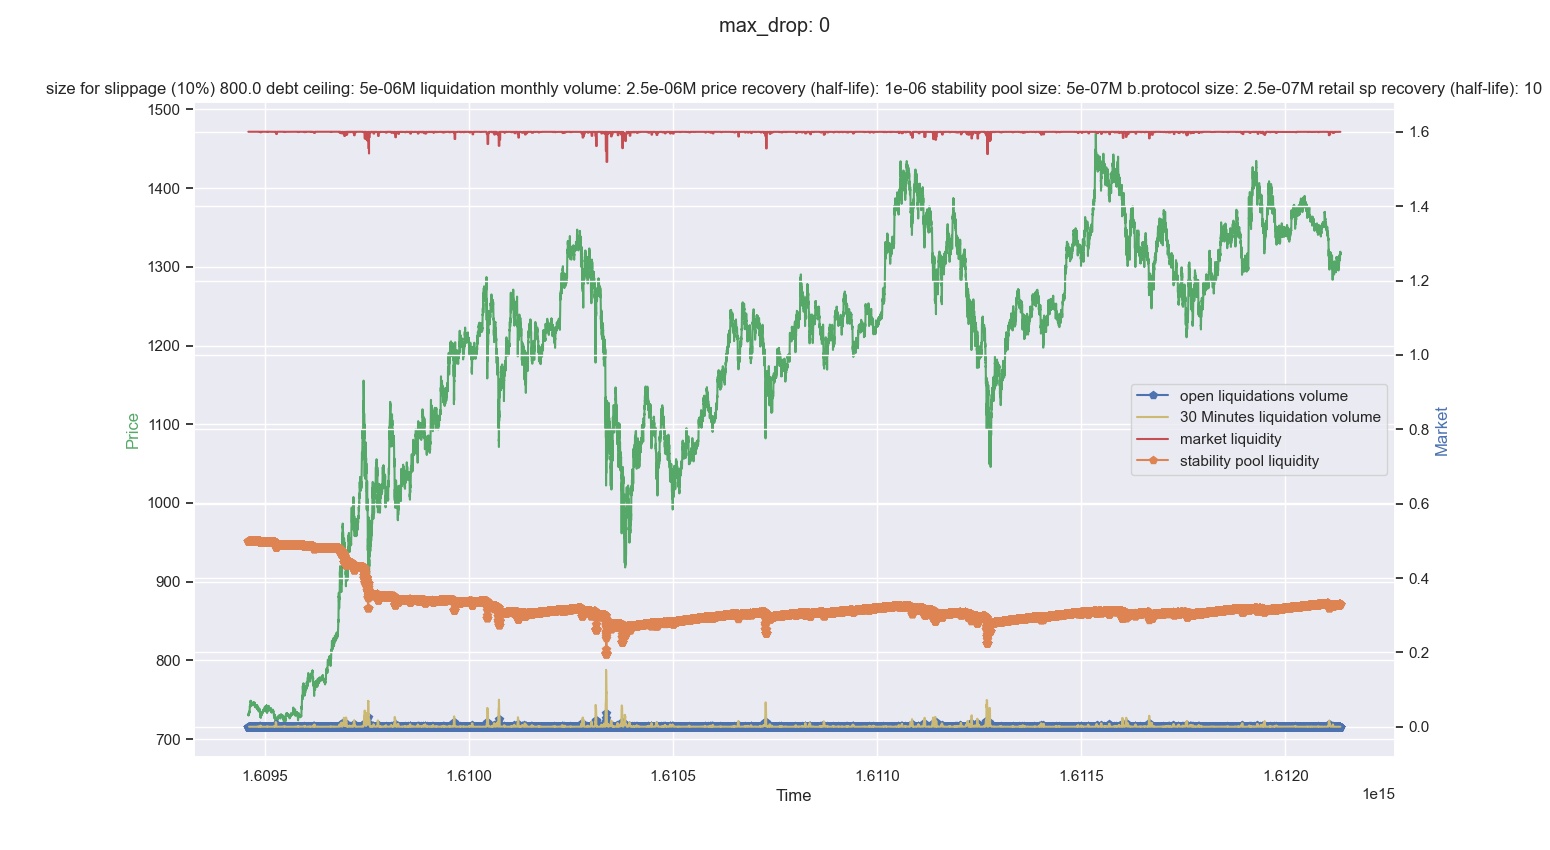 max_drop: 0
size for slippage (10%) 800.0 debt ceiling: 5e-06M liquidation monthly volume: 2.5e-06M price recovery (half-life): 1e-06 stability pool size: 5e-07M b.protocol size: 2.5e-07M retail sp recovery (half-life): 10
1500
1400
1300
1200
1100
1000
900
800
700
Price
1.6
1.4
1.2
1.0
0.8
0.6
0.4
0.2
0.0
Market
open liquidations volume
30 Minutes liquidation volume
market liquidity
stability pool liquidity
1.6095 1.6100 1.6105 1.6110 1.6115 1.6120
1e15
Time